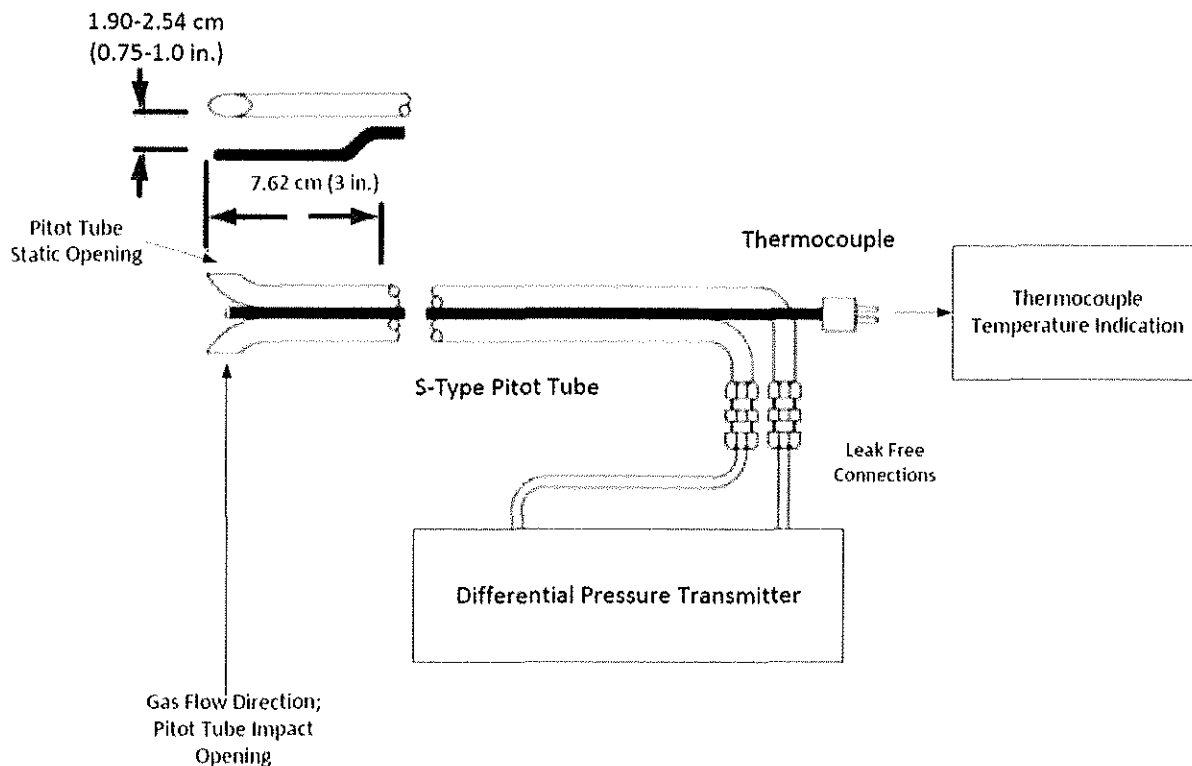 1.90-2.54 cm
(0.75-1.0 in.)
7.62 cm (3 in.)
Pitot Tube
Static Opening
Thermocouple
Thermocouple
Temperature Indication
S-Type Pitot Tube
Leak Free
Connections
Differential Pressure Transmitter
Gas Flow Direction;
Pitot Tube Impact
Opening